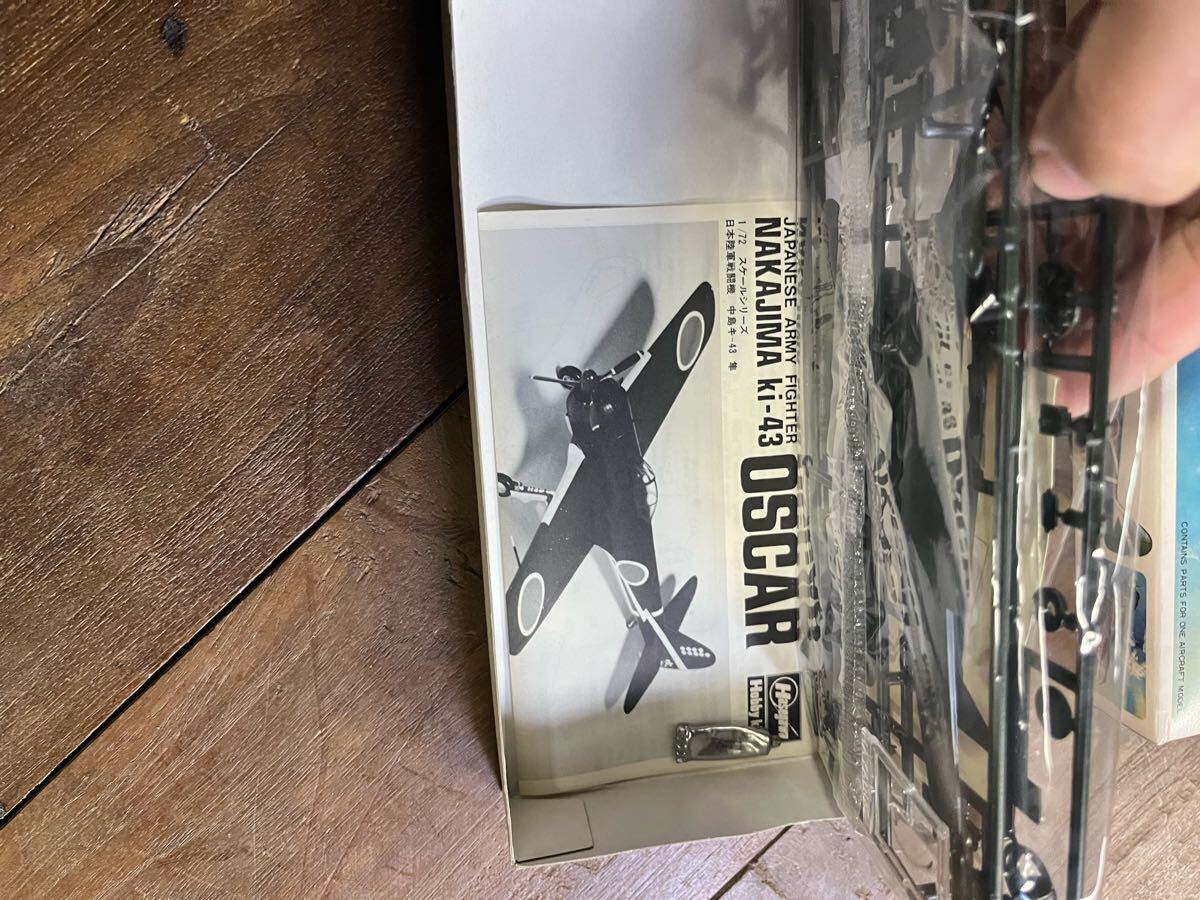 JAPANESE ARMY FIGHTER
NAKAJIMA ki-43 OSCAR
1/72 スケールシリーズ
日本陸軍戦闘機 中島キ-43 隼
Hasegawa
Hobby
CONTAINS PARTS FOR ONE AIRCRAFT MODEL